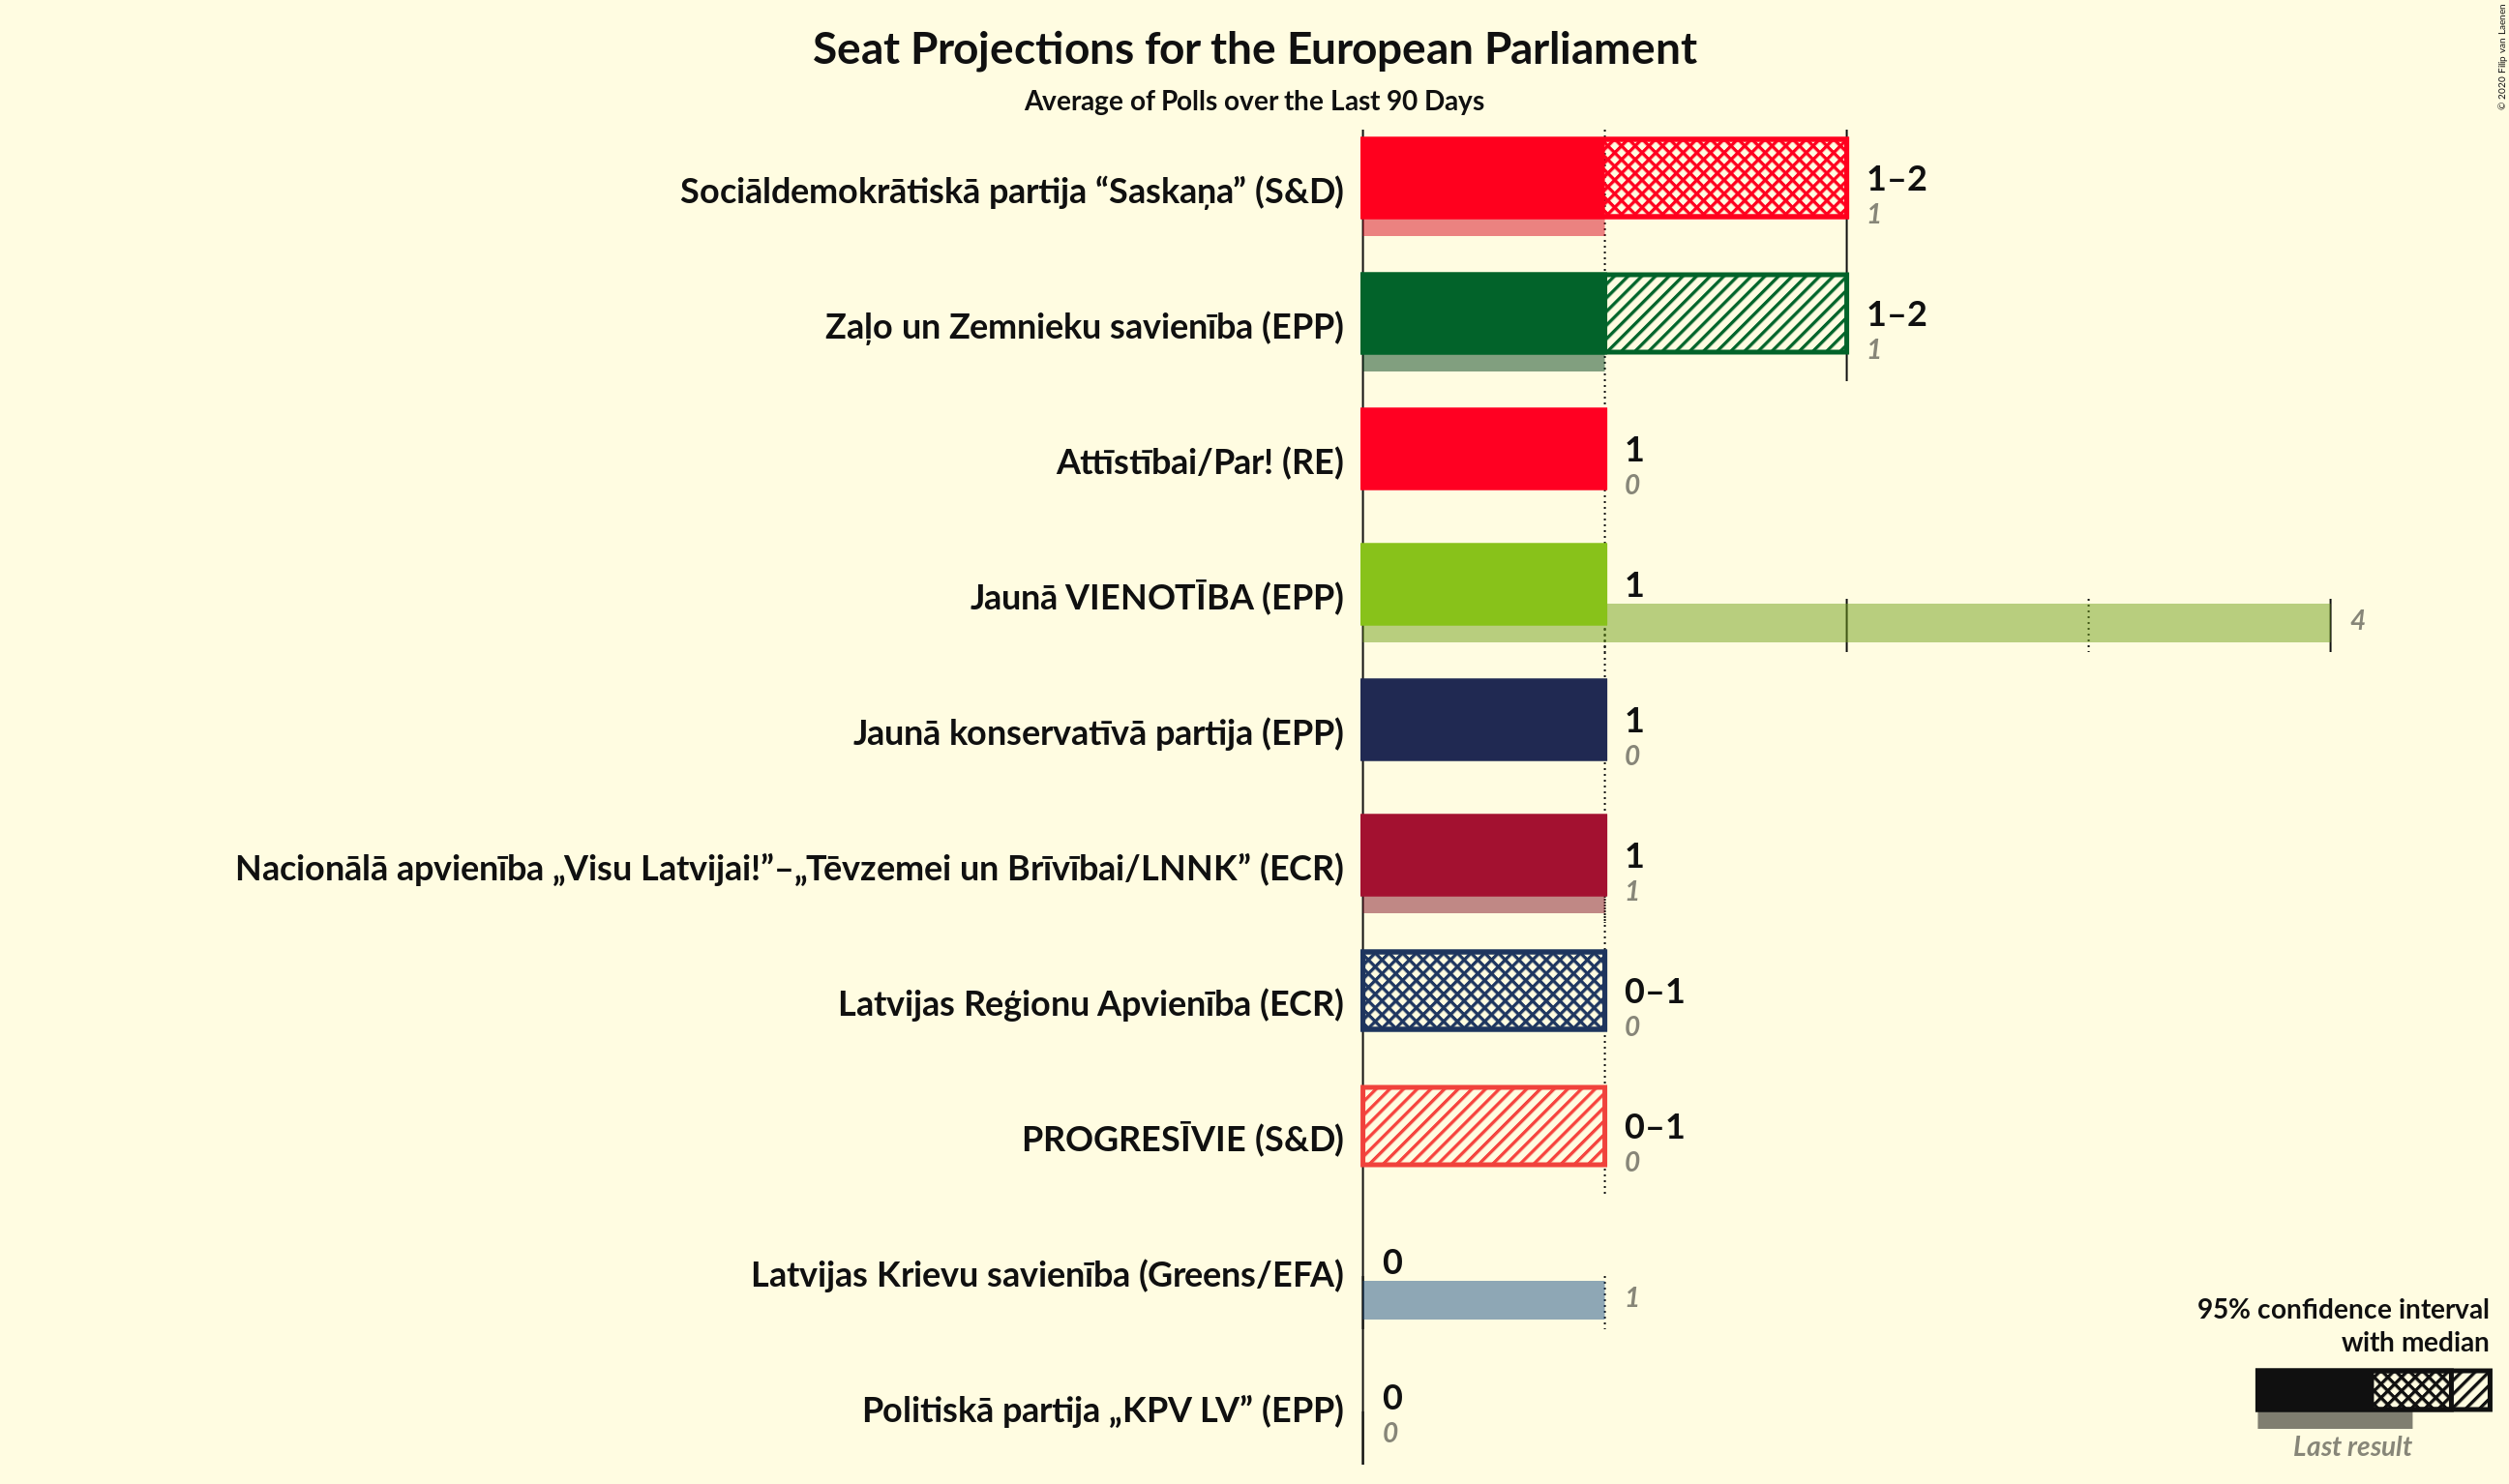 Seat Projections for the European Parliament
Average of Polls over the Last 90 Days
© 2020 Filip van Laenen
Sociāldemokrātiskā partija “Saskaņa” (S&D)
1–2
1
Zaļo un Zemnieku savienība (EPP)
1–2
1
Attīstībai/Par! (RE)
1
0
Jaunā VIENOTĪBA (EPP)
1
4
Jaunā konservatīvā partija (EPP)
1
0
Nacionālā apvienība „Visu Latvijai!”–„Tēvzemei un Brīvībai/LNNK” (ECR)
1
1
Latvijas Reģionu Apvienība (ECR)
0–1
0
PROGRESĪVIE (S&D)
0–1
0
Latvijas Krievu savienība (Greens/EFA)
0
1
Politiskā partija „KPV LV” (EPP)
0
0
95% confidence interval
with median
Last result